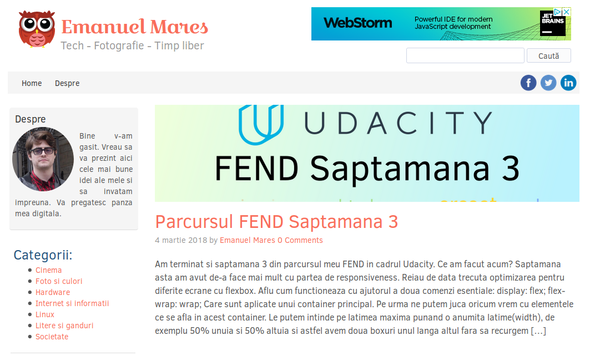 Emanuel Mares
Tech - Fotografie - Timp liber
WebStorm
Powerful IDE for modern
JavaScript development
JET
BRAINS
Caută
Home Despre
Despre
Bine v-am
gasit. Vreau sa
va prezint aici
cele mai bune
idei ale mele si
sa invatam
impreuna. Va pregatesc panza
mea digitala.
Categorii:
Cinema
Foto si culori
Hardware
Internet si informatii
Linux
Litere si ganduri
Societate
UDACITY
FEND Saptamana 3
Parcursul FEND Saptamana 3
4 martie 2018 by Emanuel Mares 0 Comments
Am terminat si saptamana 3 din parcursul meu FEND in cadrul Udacity. Ce am facut acum? Saptamana
asta am avut de-a face mai mult cu partea de responsiveness. Reiau de data trecuta optimizarea pentru
diferite ecrane cu flexbox. Aflu cum functioneaza cu ajutorul a doua comenzi esentiale: display: flex; flex-
wrap: wrap; Care sunt aplicate unui container principal. Pe urma ne putem juca oricum vrem cu elementele
ce se afla in acest container. Le putem intinde pe latimea maxima punand o anumita latime(width), de
exemplu 50% unuia si 50% altuia si astfel avem doua boxuri unul langa altul fara sa recurgem […]